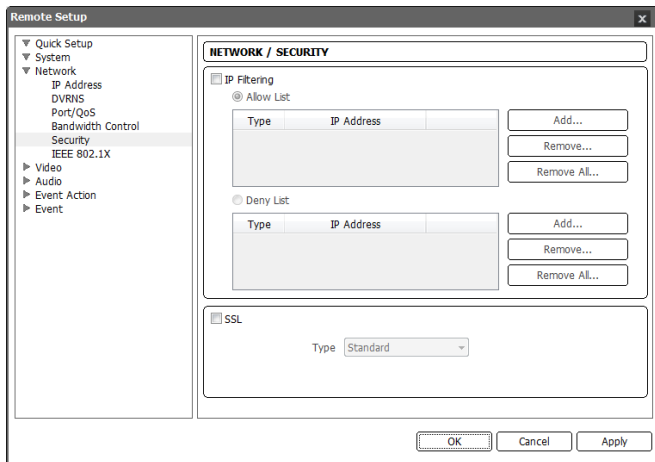 Remote Setup
x
Quick Setup
System
Network
IP Address
DVRNS
Port/QoS
Bandwidth Control
Security
IEEE 802.1X
Video
Audio
Event Action
Event
NETWORK / SECURITY
IP Filtering
Allow List
Type IP Address
Add...
Remove...
Remove All...
Deny List
Type IP Address
Add...
Remove...
Remove All...
SSL
Type Standard
OK Cancel Apply